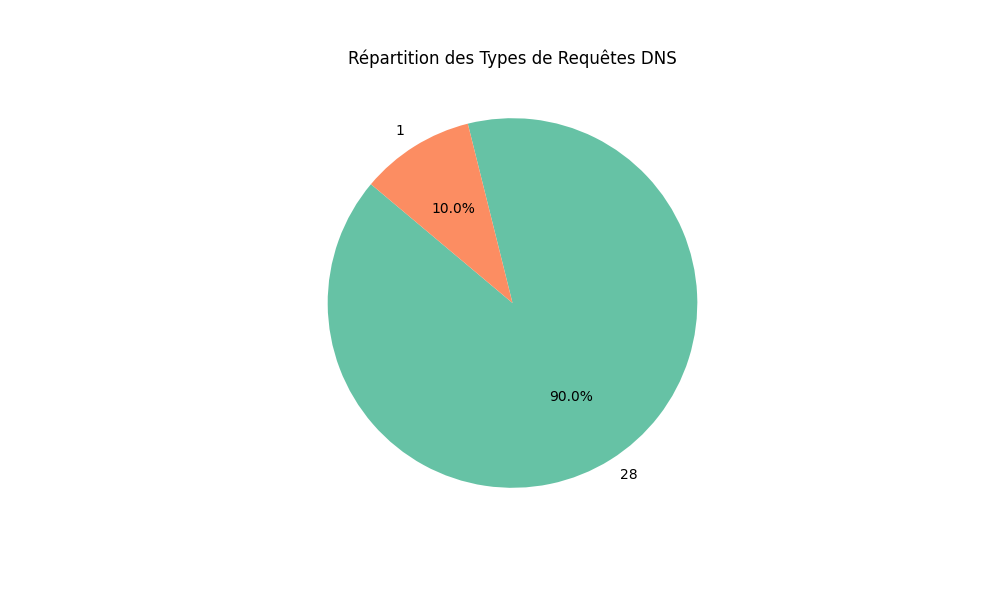 Répartition des Types de Requêtes DNS
1
10.0%
90.0%
28